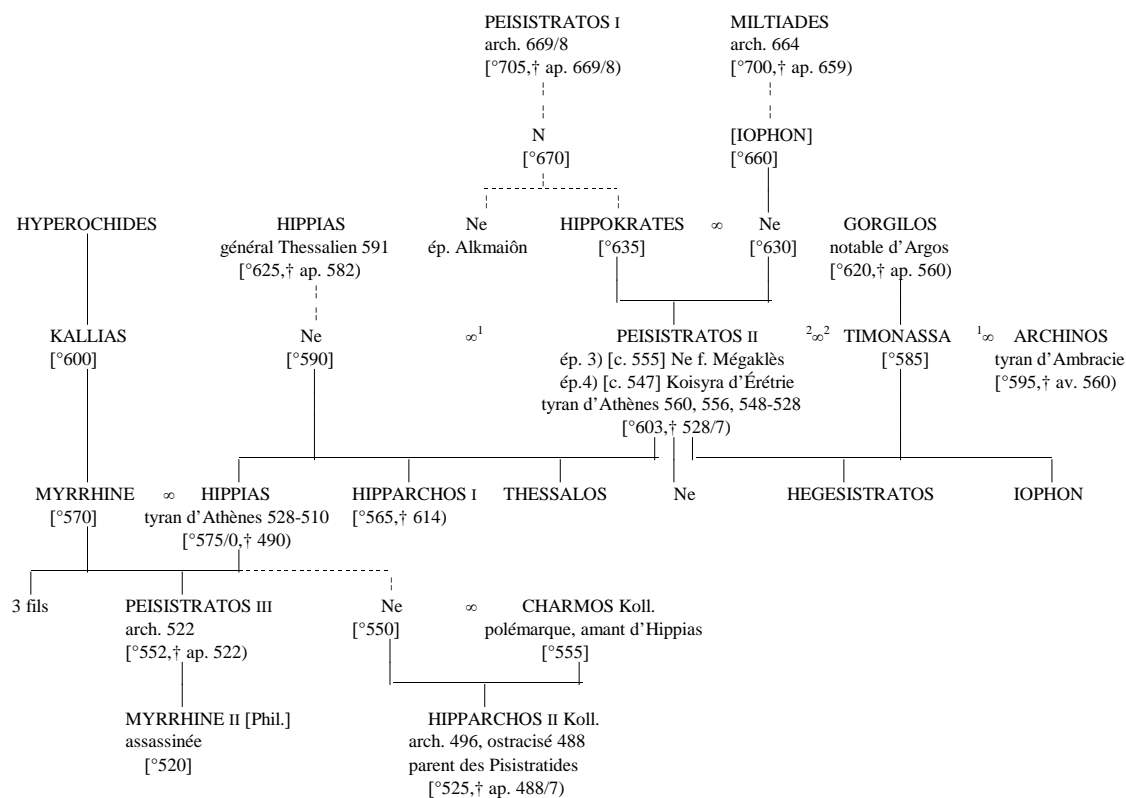 PEISISTRATOS I
arch. 669/8
[°705,† ap. 669/8)
MILTIADES
arch. 664
[°700,† ap. 659)
N
[°670]
[IOPHON]
[°660]
HYPEROCHIDES
HIPPIAS
général Thessalien 591
[°625,† ap. 582)
Ne
ép. Alkmaiôn
HIPPOKRATES
[°635]
∞
Ne
[°630]
GORGILOS
notable d'Argos
[°620,† ap. 560)
KALLIAS
[°600]
Ne
[°590]
∞¹
PEISISTRATOS II
ép. 3) [c. 555] Ne f. Mégaklès
ép.4) [c. 547] Koisyra d'Érétrie
tyran d'Athènes 560, 556, 548-528
[°603,† 528/7)
²∞²
TIMONASSA
[°585]
¹∞
ARCHINOS
tyran d'Ambracie
[°595,† av. 560)
MYRRHINE
[°570]
∞
HIPPIAS
tyran d'Athènes 528-510
[°575/0,† 490)
HIPPARCHOS I
[°565,† 614)
THESSALOS
Ne
HEGESISTRATOS
IOPHON
3 fils
PEISISTRATOS III
arch. 522
[°552,† ap. 522)
Ne
[°550]
∞
CHARMOS Koll.
polémarque, amant d'Hippias
[°555]
MYRRHINE II [Phil.]
assassinée
[°520]
HIPPARCHOS II Koll.
arch. 496, ostracisé 488
parent des Pisistratides
[°525,† ap. 488/7)